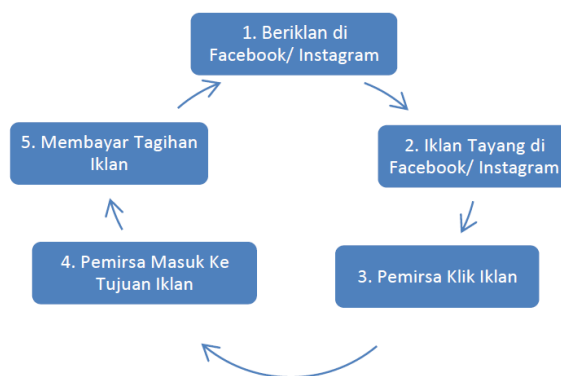 1. Beriklan di
Facebook/ Instagram
2. Iklan Tayang di
Facebook/ Instagram
3. Pemirsa Klik Iklan
4. Pemirsa Masuk Ke
Tujuan Iklan
5. Membayar Tagihan
Iklan